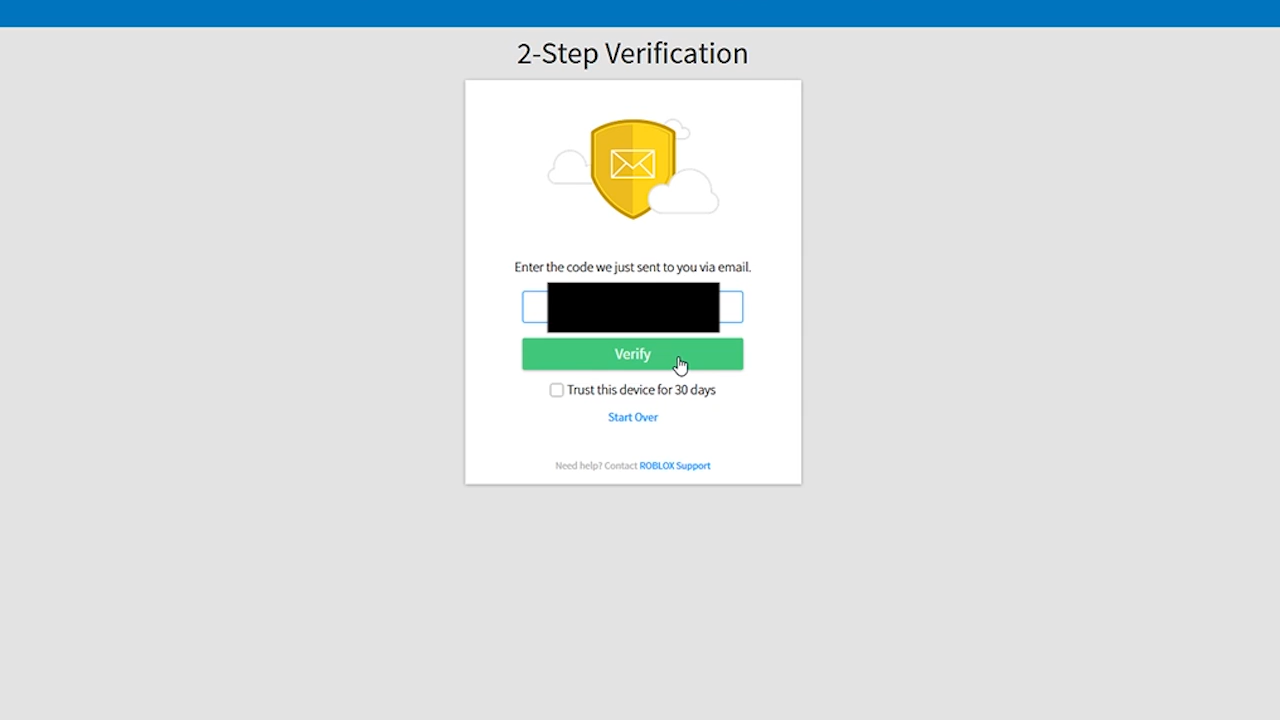 2-Step Verification
Enter the code we just sent to you via email.
Verify
Trust this device for 30 days
Start Over
Need help? Contact ROBLOX Support